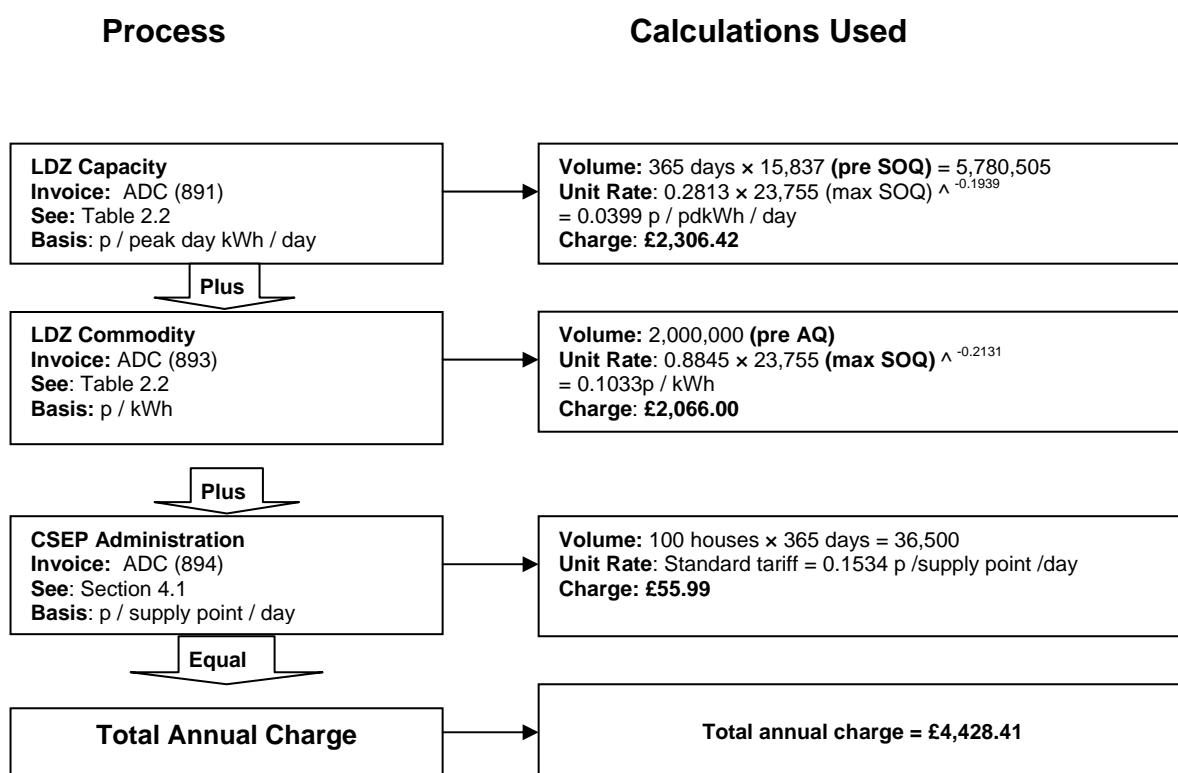 Process
Calculations Used
LDZ Capacity
Invoice: ADC (891)
See: Table 2.2
Basis: p / peak day kWh / day
Volume: 365 days × 15,837 (pre SOQ) = 5,780,505
Unit Rate: 0.2813 × 23,755 (max SOQ) ^ -0.1939
= 0.0399 p / pdkWh / day
Charge: £2,306.42
Plus
LDZ Commodity
Invoice: ADC (893)
See: Table 2.2
Basis: p / kWh
Volume: 2,000,000 (pre AQ)
Unit Rate: 0.8845 × 23,755 (max SOQ) ^ -0.2131
= 0.1033p / kWh
Charge: £2,066.00
Plus
CSEP Administration
Invoice: ADC (894)
See: Section 4.1
Basis: p / supply point / day
Volume: 100 houses × 365 days = 36,500
Unit Rate: Standard tariff = 0.1534 p /supply point /day
Charge: £55.99
Equal
Total Annual Charge
Total annual charge = £4,428.41